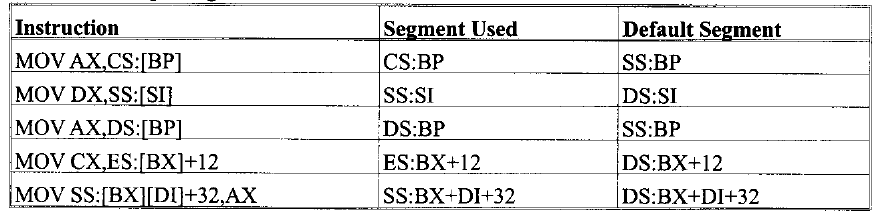 Instruction Segment Used Default Segment
MOV AX,CS:[BP] CS:BP SS:BP
MOV DX,SS:[SI] SS:SI DS:SI
MOV AX,DS:[BP] DS:BP SS:BP
MOV CX,ES:[BX]+12 ES:BX+12 DS:BX+12
MOV SS:[BX][DI]+32,AX SS:BX+DI+32 DS:BX+DI+32